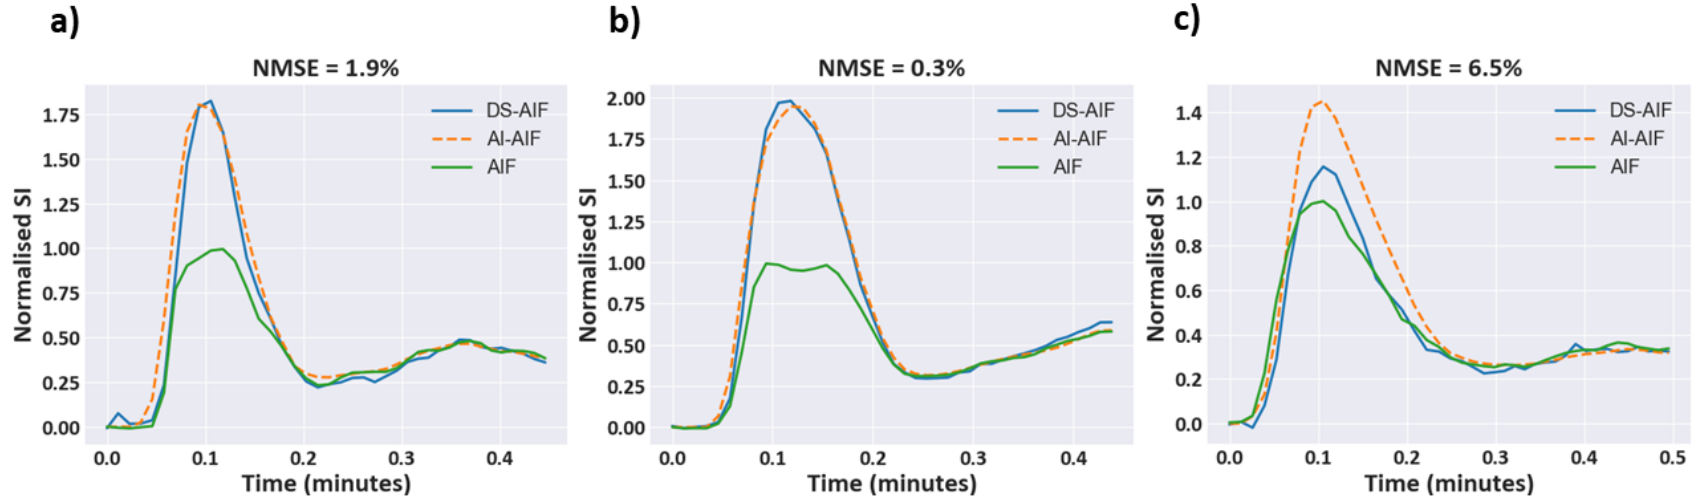 a)
NMSE = 1.9%
Normalised SI
1.75
1.50
1.25
1.00
0.75
0.50
0.25
0.00
DS-AIF
AI-AIF
AIF
0.0 0.1 0.2 0.3 0.4
Time (minutes)
b)
NMSE = 0.3%
Normalised SI
2.00
1.75
1.50
1.25
1.00
0.75
0.50
0.25
0.00
DS-AIF
AI-AIF
AIF
0.0 0.1 0.2 0.3 0.4
Time (minutes)
c)
NMSE = 6.5%
Normalised SI
1.4
1.2
1.0
0.8
0.6
0.4
0.2
0.0
DS-AIF
AI-AIF
AIF
0.0 0.1 0.2 0.3 0.4 0.5
Time (minutes)